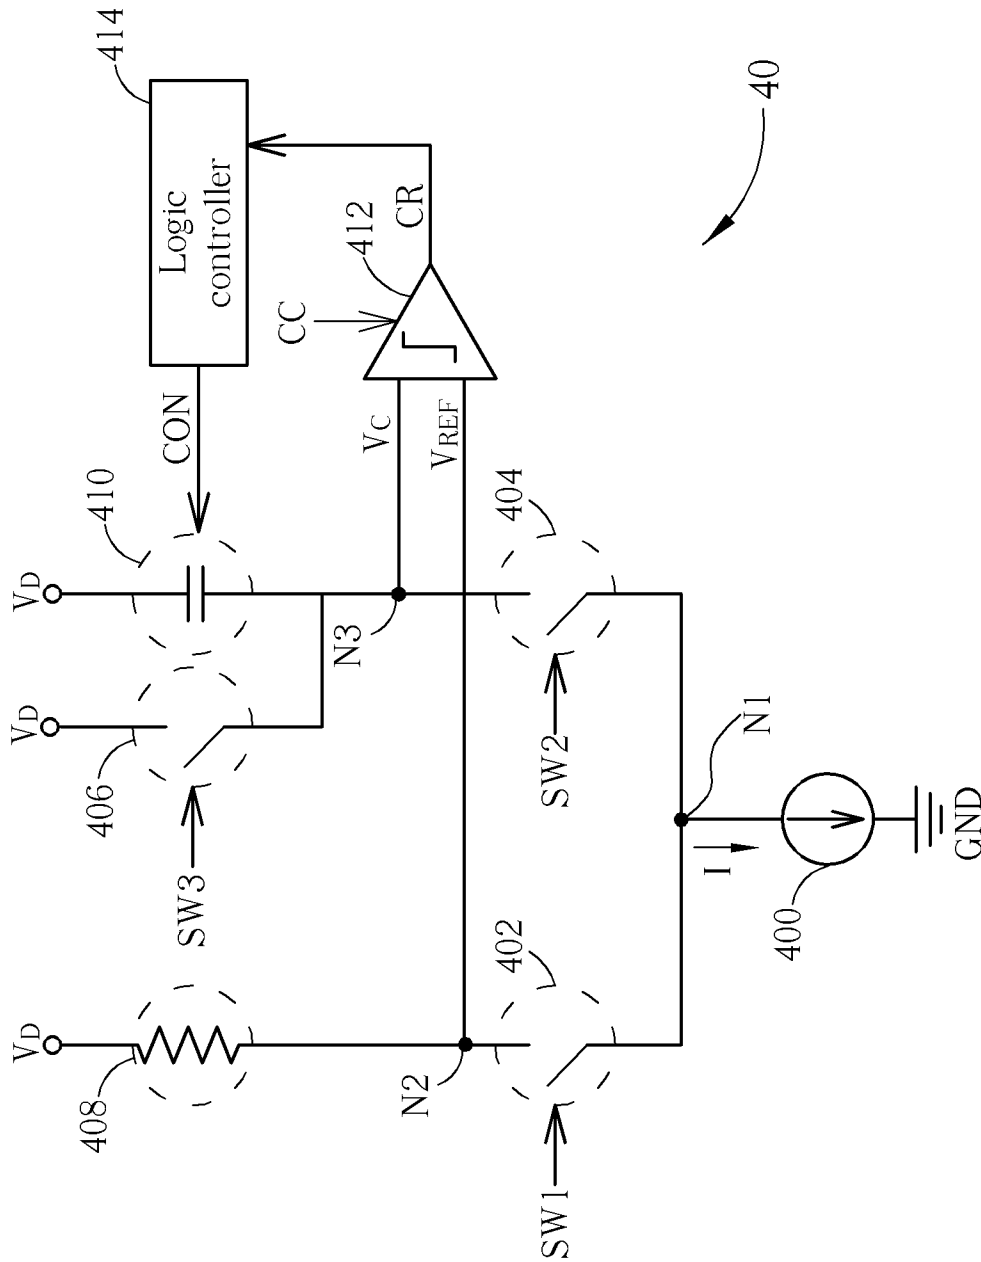 VD
408
VD
406
SW3
VD
410
CON
414
Logic
controller
CC
412
CR
VC
VREF
N3
N2
402
404
SW1
SW2
I
N1
400
GND
40